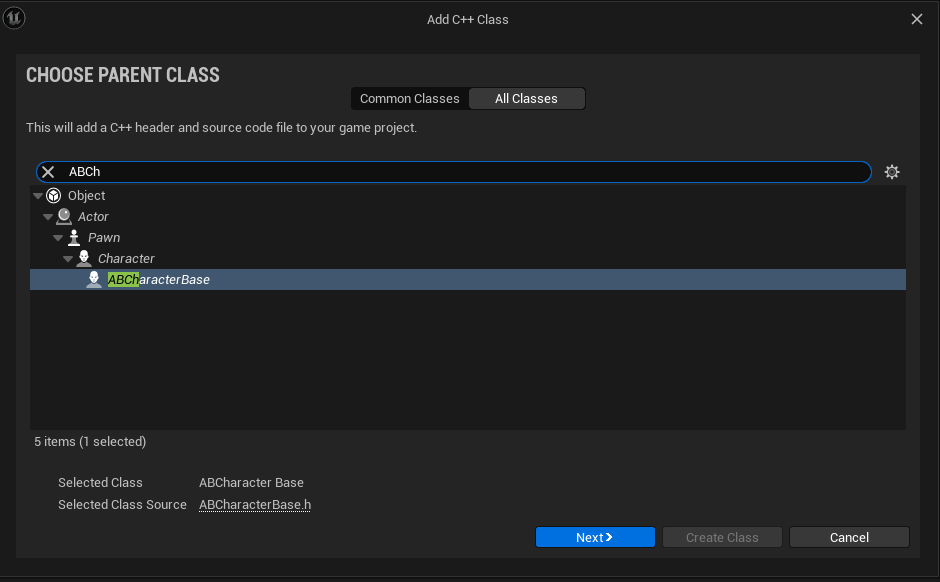 Add C++ Class
CHOOSE PARENT CLASS
Common Classes All Classes
This will add a C++ header and source code file to your game project.
ABCh
Object
Actor
Pawn
Character
ABCharacterBase
5 items (1 selected)
Selected Class ABCharacter Base
Selected Class Source ABCharacterBase.h
Next Create Class Cancel